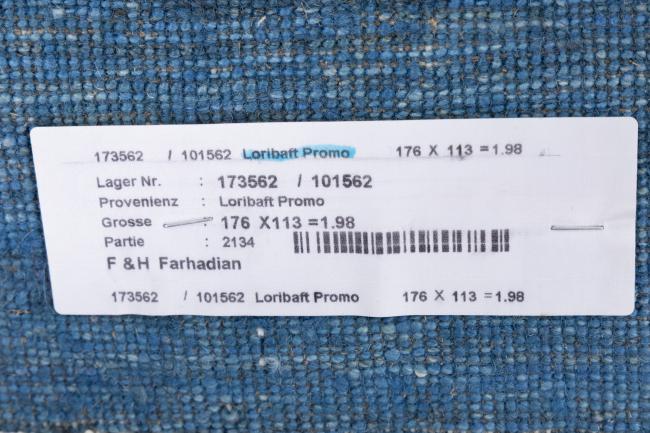 173562 / 101562 Loribaft Promo 176 X 113 =1.98
Lager Nr. : 173562 / 101562
Provenienz : Loribaft Promo
Grosse : 176 X113 =1.98
Partie : 2134
F & H Farhadian
173562 / 101562 Loribaft Promo 176 X 113 =1.98